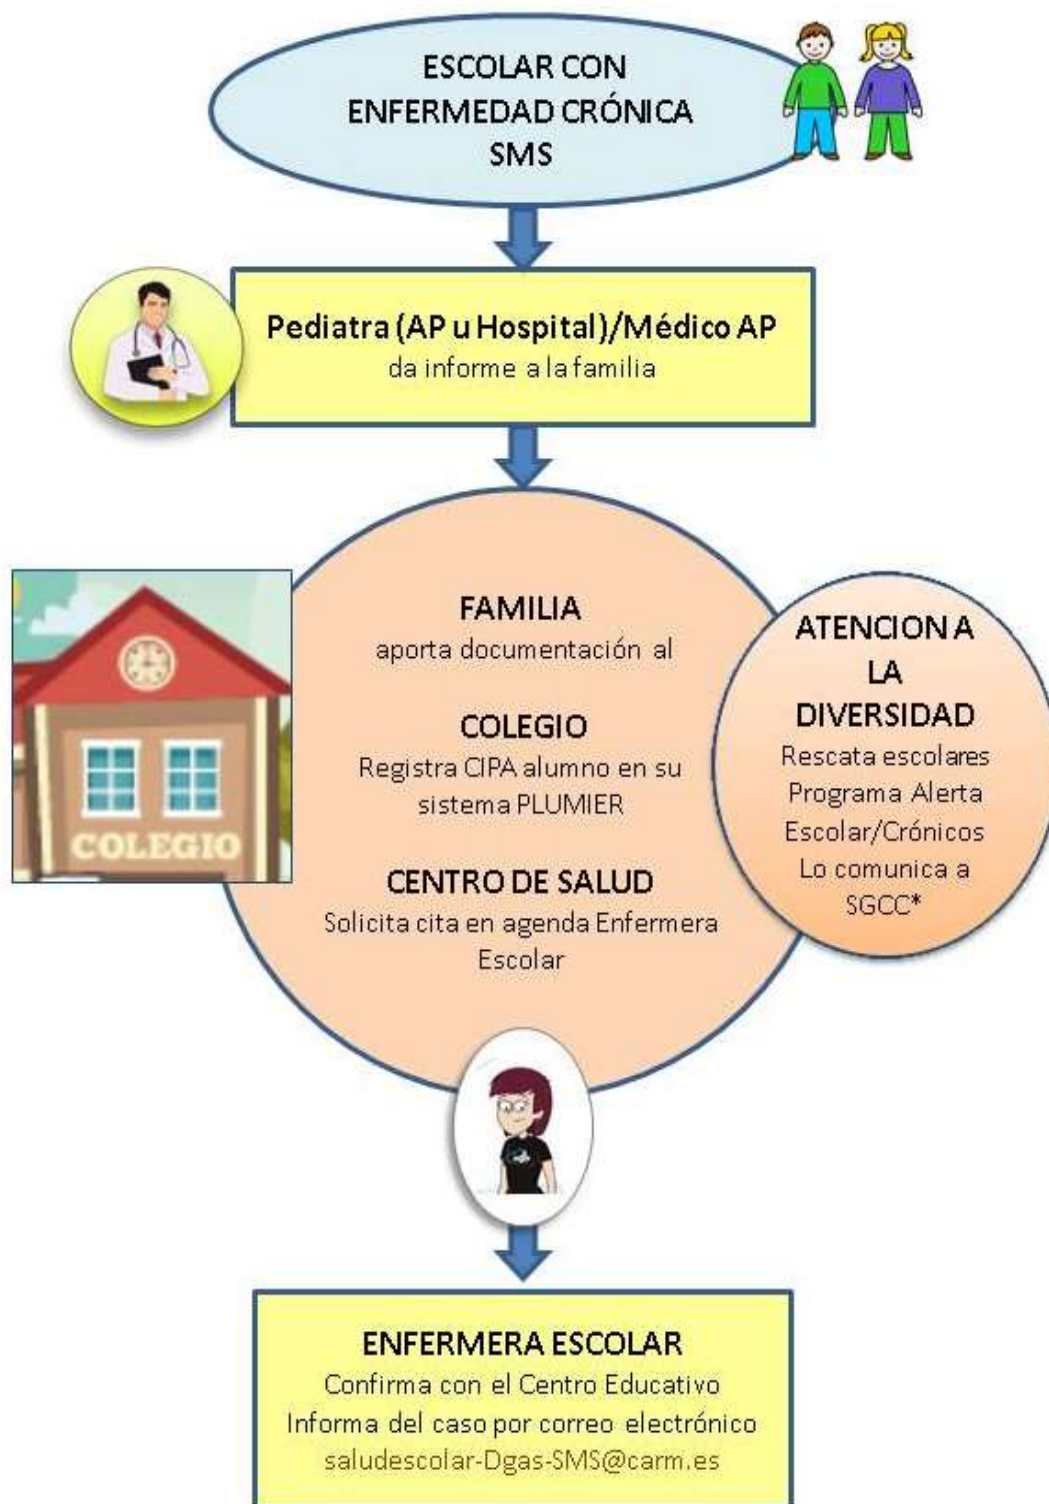 ESCOLAR CON
ENFERMEDAD CRÓNICA
SMS
Pediatra (AP u Hospital)/Médico AP
da informe a la familia
FAMILIA
aporta documentación al
COLEGIO
Registra CIPA alumno en su
sistema PLUMIER
CENTRO DE SALUD
Solicita cita en agenda Enfermera
Escolar
COLEGIO
ATENCION A
LA
DIVERSIDAD
Rescata escolares
Programa Alerta
Escolar/Crónicos
Lo comunica a
SGCC*
ENFERMERA ESCOLAR
Confirma con el Centro Educativo
Informa del caso por correo electrónico
saludescolar-Dgas-SMS@carm.es